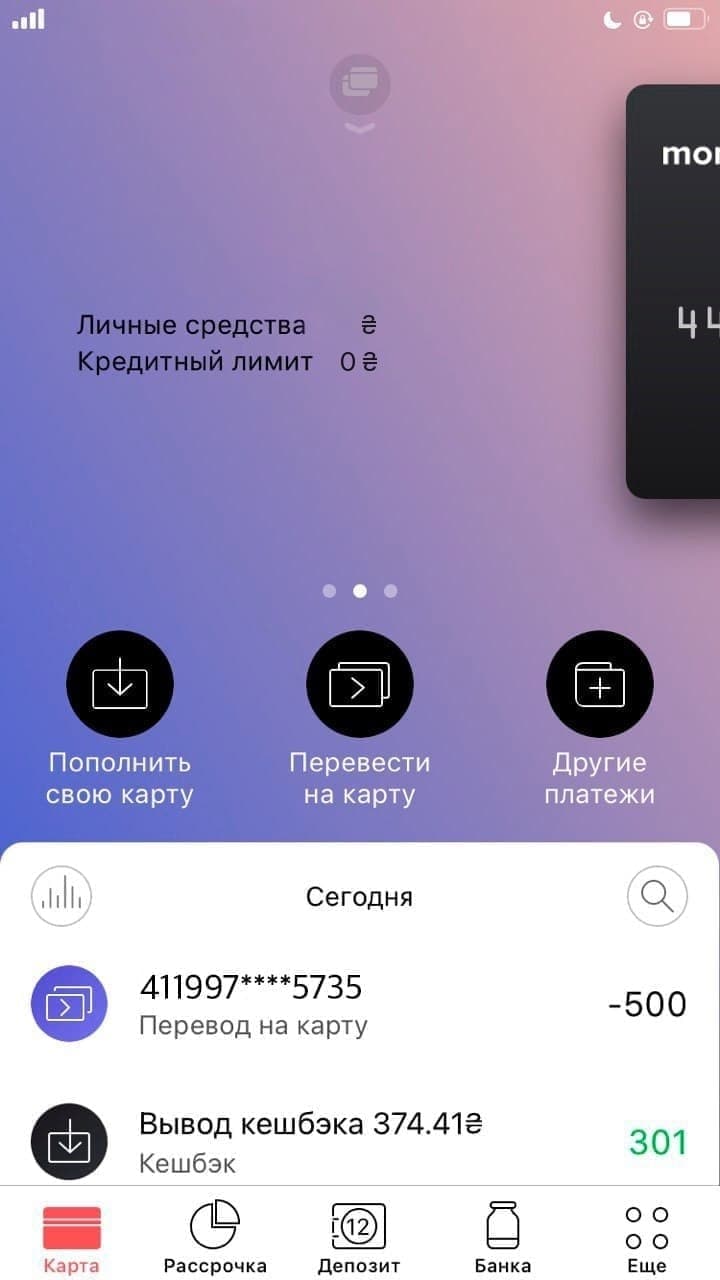 mon
44
Личные средства ₴
Кредитный лимит 0 ₴
Пополнить
свою карту
Перевести
на карту
Другие
платежи
Сегодня
411997****5735
-500
Перевод на карту
Вывод кешбэка 374.41₴
301
Кешбэк
12
Карта
Рассрочка
Депозит
Банка
Еще